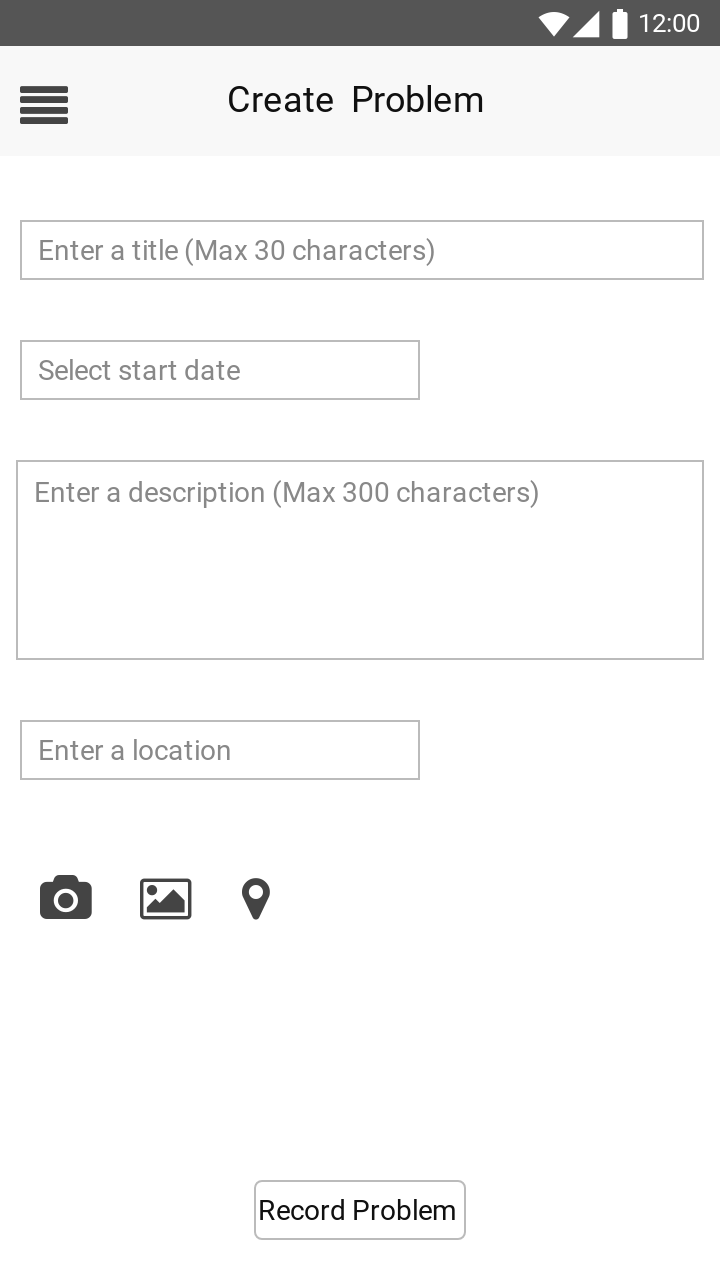 12:00
Create Problem
Enter a title (Max 30 characters)
Select start date
Enter a description (Max 300 characters)
Enter a location
Record Problem